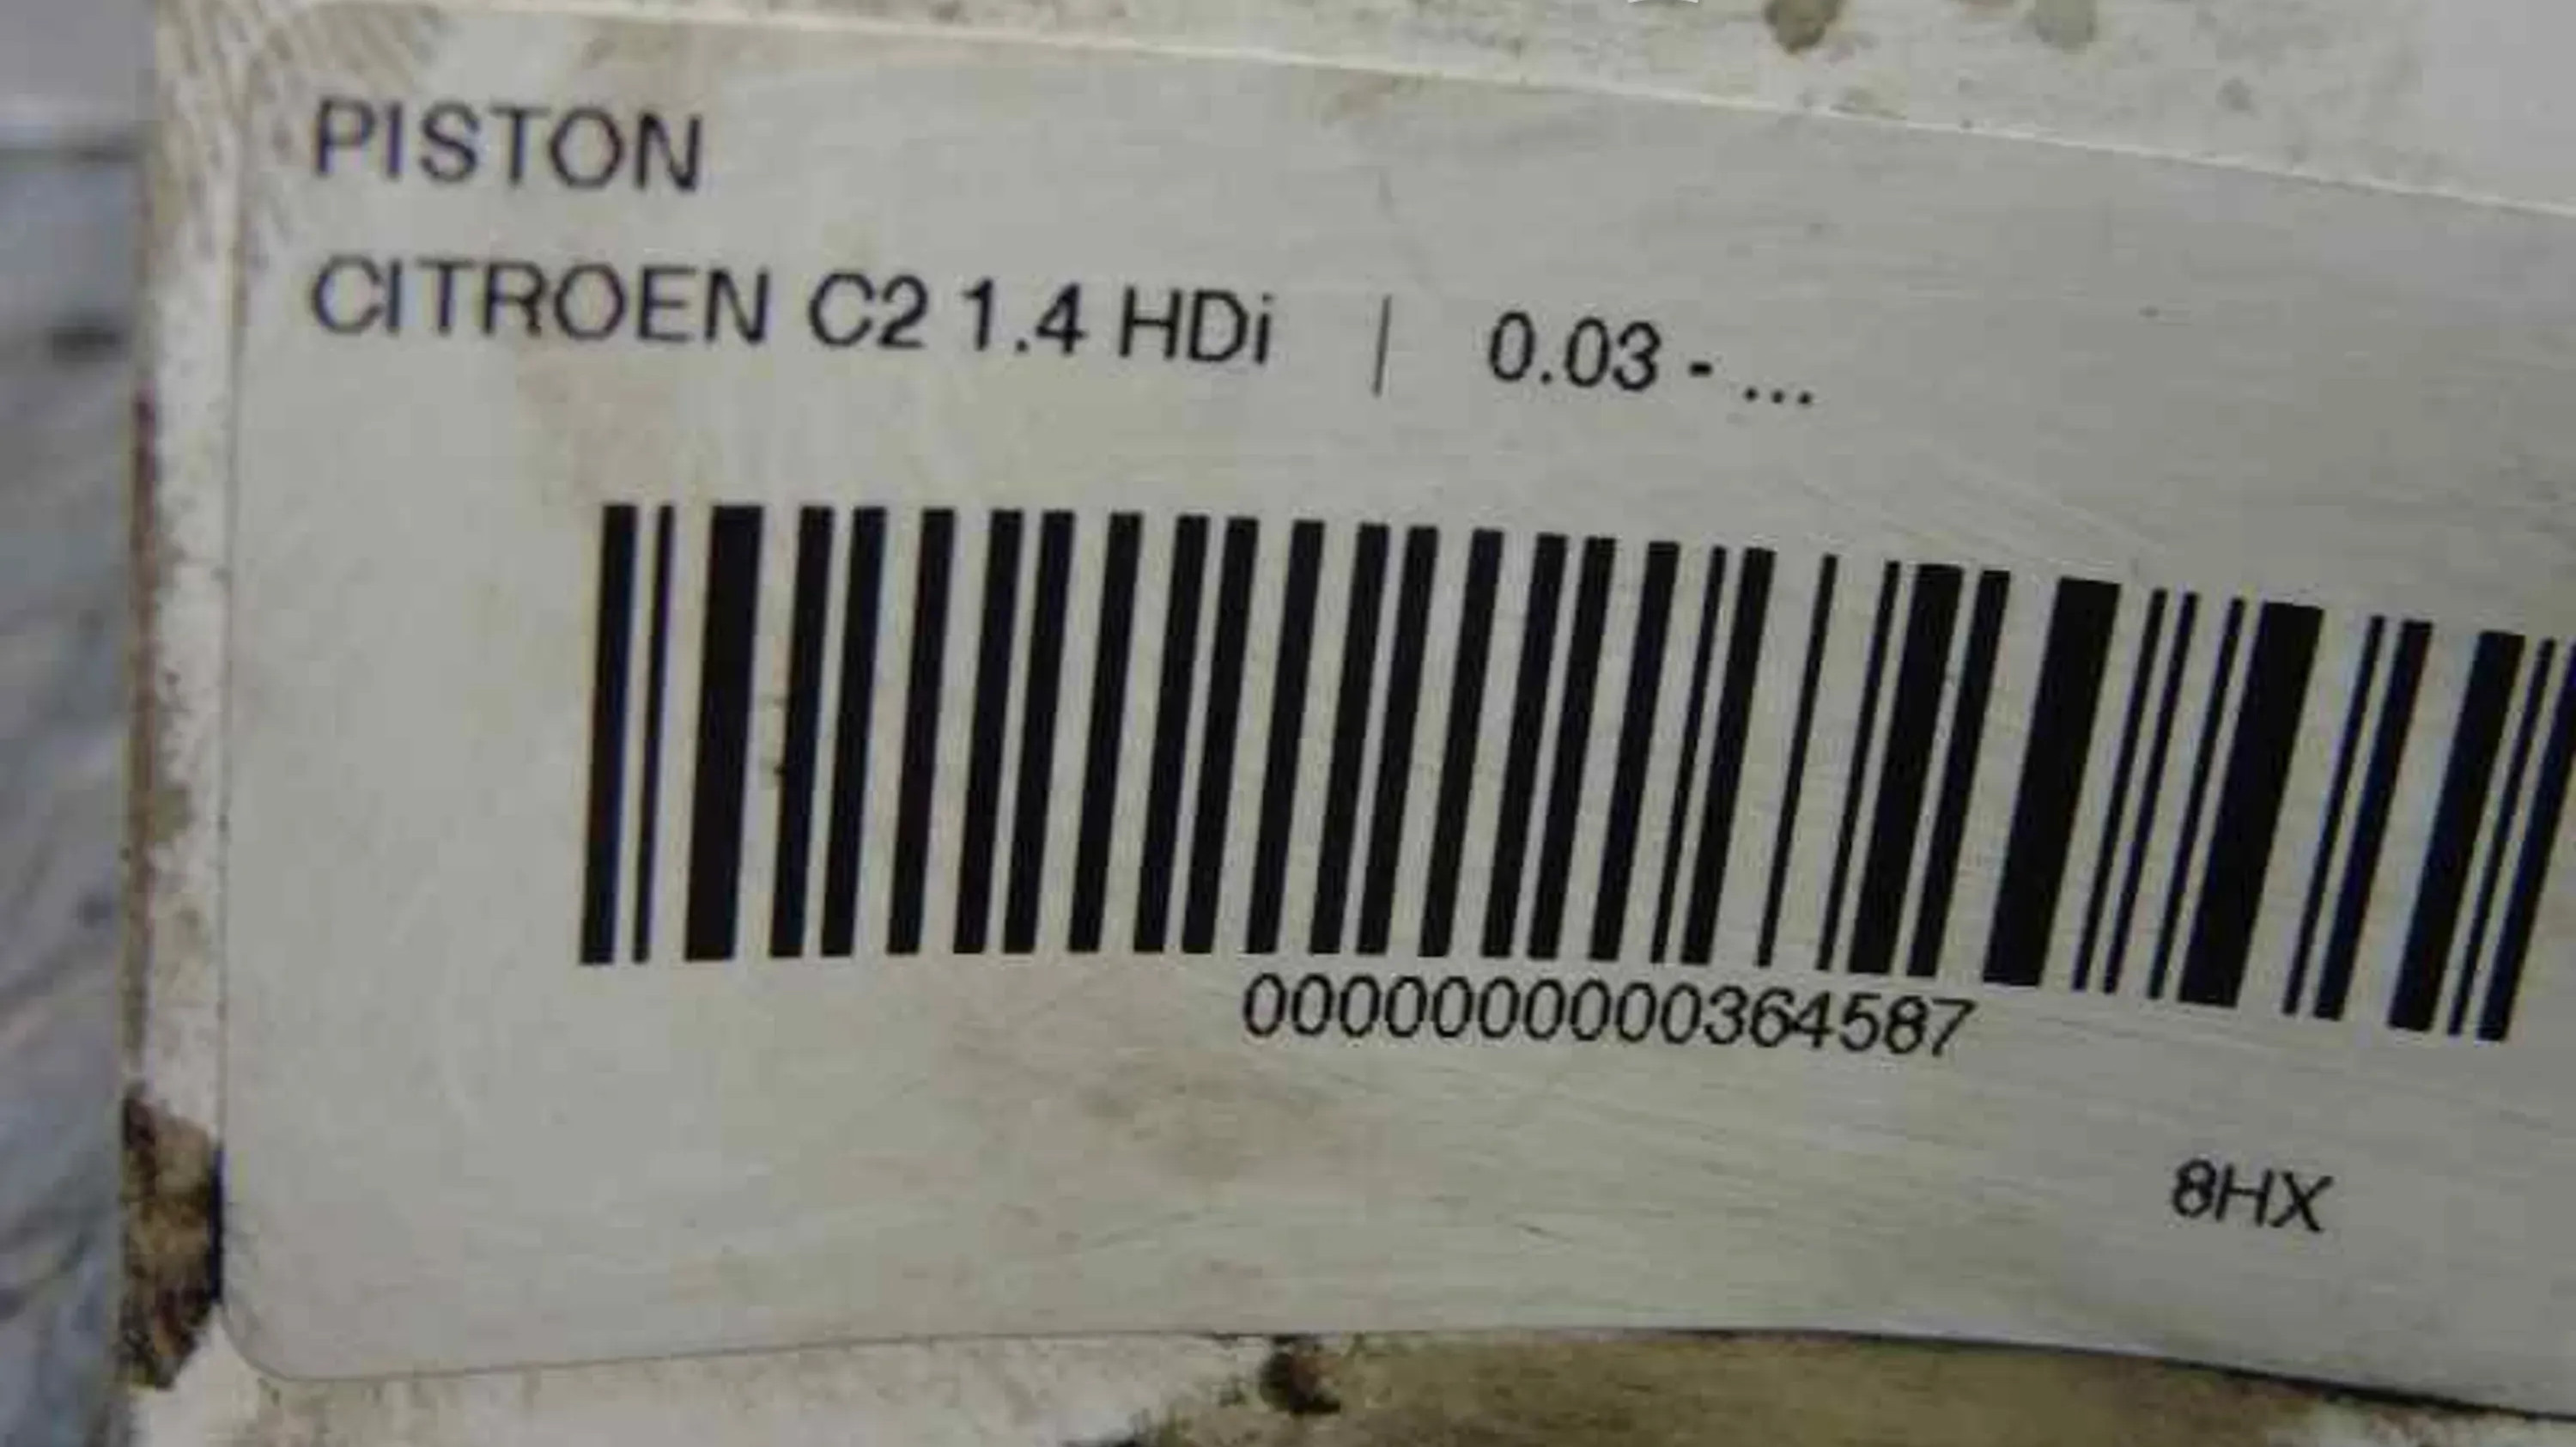 PISTON
CITROEN C2 1.4 HDi | 0.03 - ...
0000000000364587
8HX